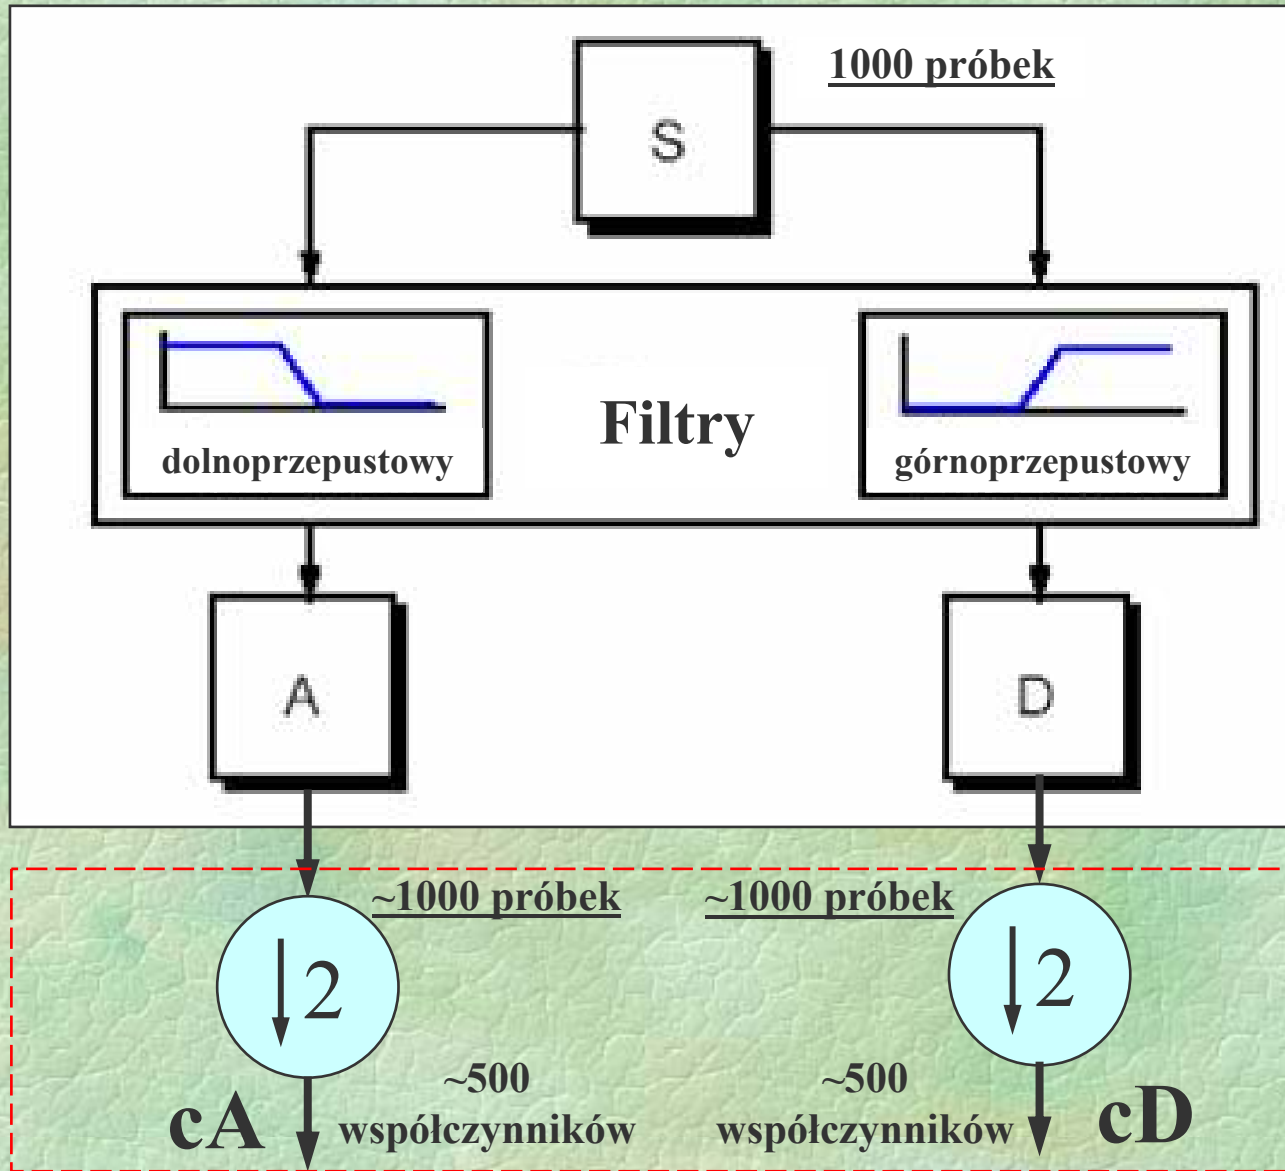 1000 próbek
S
Filtry
dolnoprzepustowy
górnoprzepustowy
A
D
~1000 próbek
~1000 próbek
↓2
↓2
~500
współczynników
~500
współczynników
cA
cD